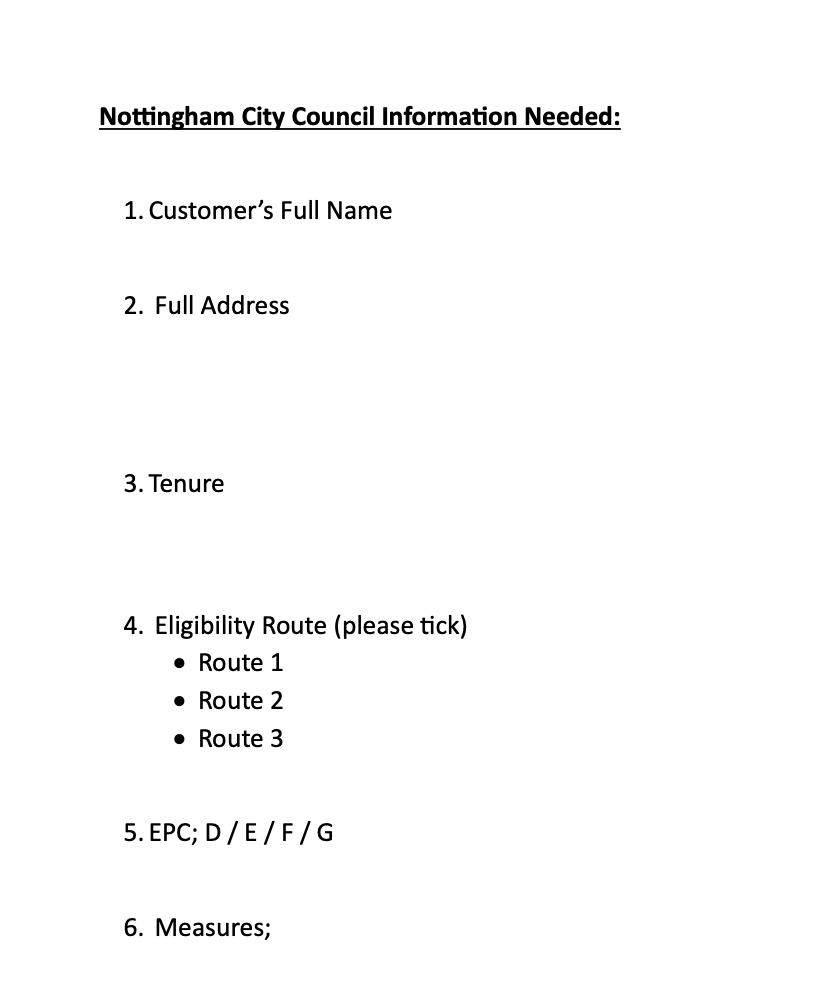 Nottingham City Council Information Needed:
1. Customer’s Full Name
2. Full Address
3. Tenure
4. Eligibility Route (please tick)
• Route 1
• Route 2
• Route 3
5. EPC; D / E / F / G
6. Measures;